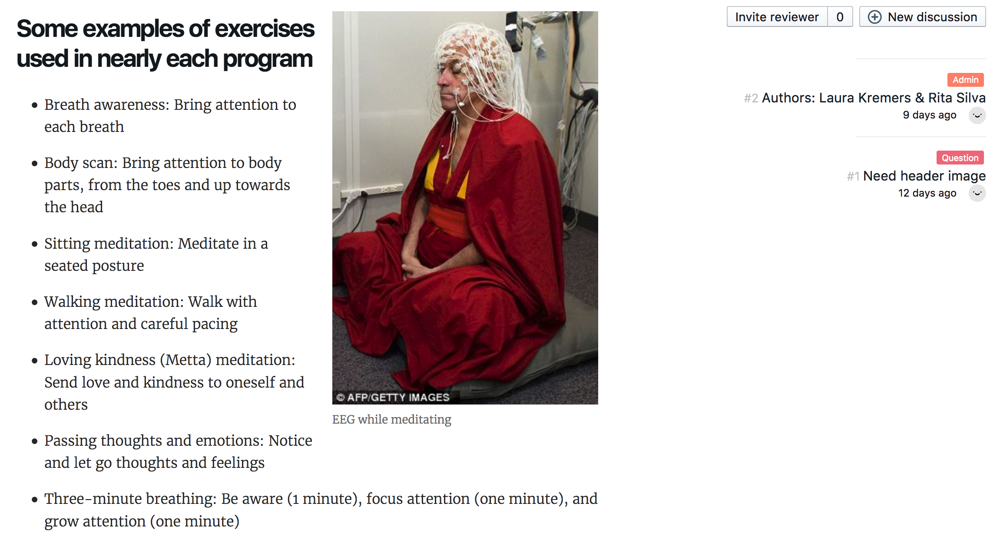 Some examples of exercises
used in nearly each program
• Breath awareness: Bring attention to
each breath
• Body scan: Bring attention to body
parts, from the toes and up towards
the head
• Sitting meditation: Meditate in a
seated posture
• Walking meditation: Walk with
attention and careful pacing
• Loving kindness (Metta) meditation:
Send love and kindness to oneself and
others
• Passing thoughts and emotions: Notice
and let go thoughts and feelings
• Three-minute breathing: Be aware (1 minute), focus attention (one minute), and
grow attention (one minute)
© AFP/GETTY IMAGES
EEG while meditating
Invite reviewer 0
New discussion
Admin
#2 Authors: Laura Kremers & Rita Silva
9 days ago
Question
#1 Need header image
12 days ago